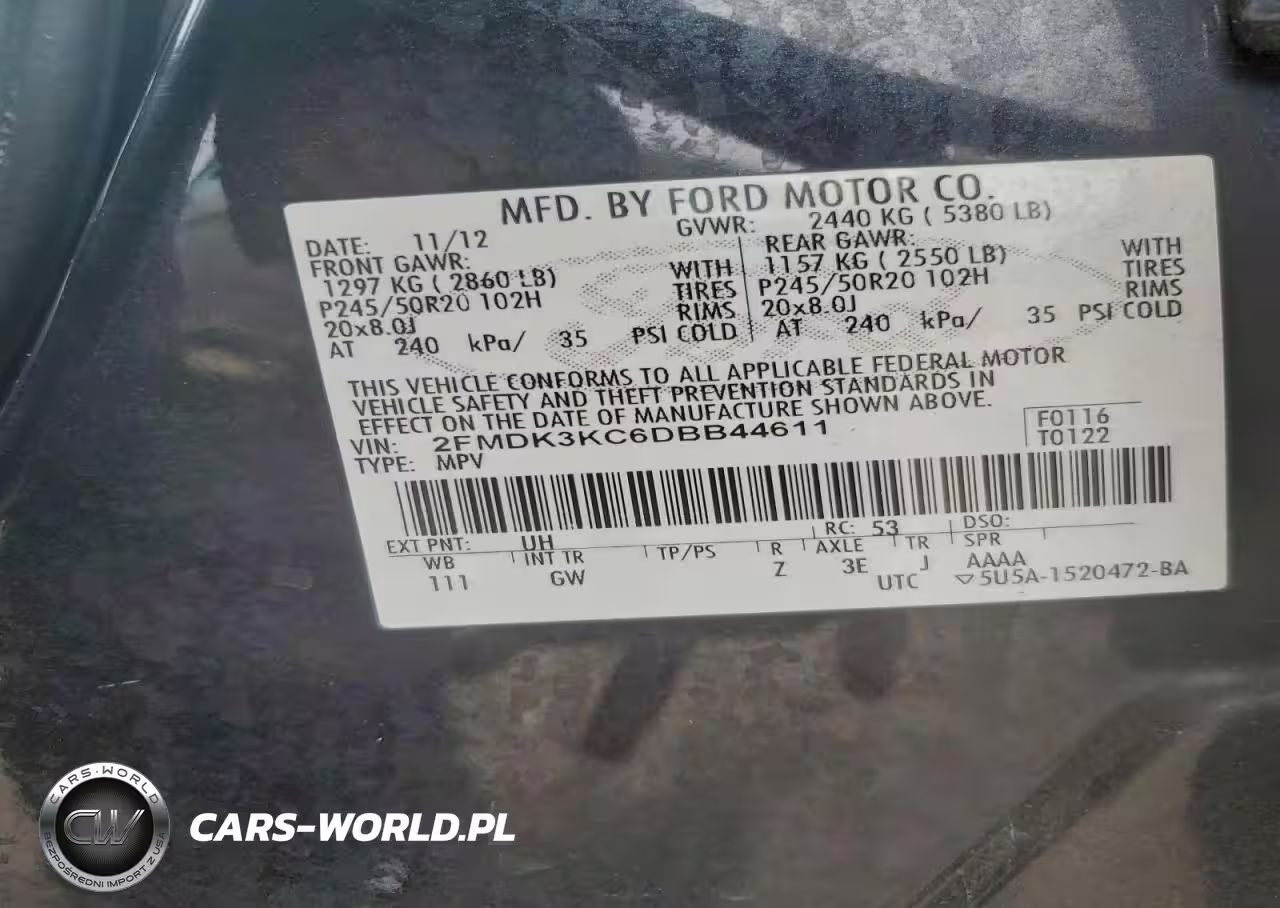 MFD. BY FORD MOTOR CO.
DATE: 11/12 GVWR: 2440 KG ( 5380 LB)
FRONT GAWR: REAR GAWR:
1297 KG ( 2860 LB) WITH 1157 KG ( 2550 LB) WITH
P245/50R20 102H TIRES P245/50R20 102H TIRES
20x8.0J RIMS 20x8.0J RIMS
AT 240 kPa/ 35 PSI COLD AT 240 kPa/ 35 PSI COLD
THIS VEHICLE CONFORMS TO ALL APPLICABLE FEDERAL MOTOR
VEHICLE SAFETY AND THEFT PREVENTION STANDARDS IN
EFFECT ON THE DATE OF MANUFACTURE SHOWN ABOVE.
VIN: 2FMDK3KC6DBB44611 F0116
TYPE: MPV T0122
EXT PNT: UH RC: 53 DSO:
WB INT TR TP/PS R AXLE TR SPR
111 GW Z 3E J AAAA
UTC ▽5U5A-1520472-BA
CARS-WORLD
CW
BEZPOŚREDNI IMPORT Z USA
CARS-WORLD.PL